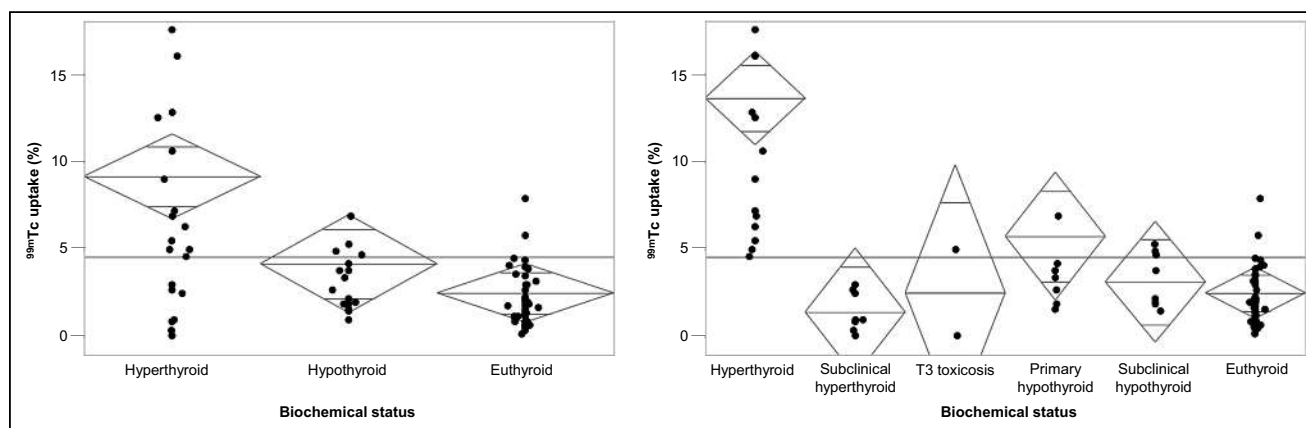 15
10
5
0
⁹⁹ᵐTc uptake (%)
Hyperthyroid
Hypothyroid
Euthyroid
Biochemical status
15
10
5
0
⁹⁹ᵐTc uptake (%)
Hyperthyroid
Subclinical
hyperthyroid
T3 toxicosis
Primary
hypothyroid
Subclinical
hypothyroid
Euthyroid
Biochemical status